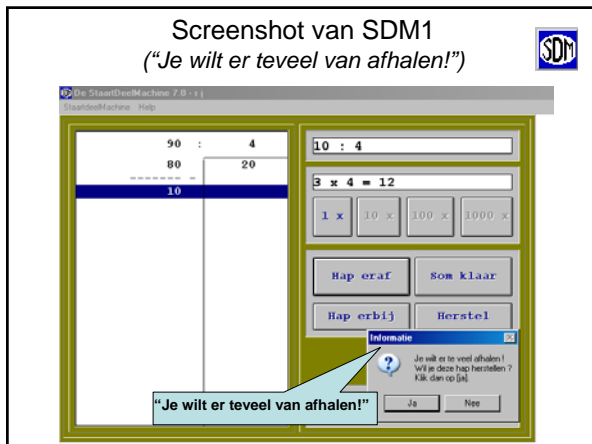 Screenshot van SDM1
(“Je wilt er teveel van afhalen!”)
SDM
De StaartDeelMachine 7.0 - r j
StaartdeelMachine Help
90 : 4
80 20
------- -
10
10 : 4
3 x 4 = 12
1 x 10 x 100 x 1000 x
Hap eraf Som klaar
Hap erbij Herstel
Informatie
Je wilt er te veel afhalen !
Wil je deze hap herstellen ?
Klik dan op [ja].
Ja Nee
“Je wilt er teveel van afhalen!”